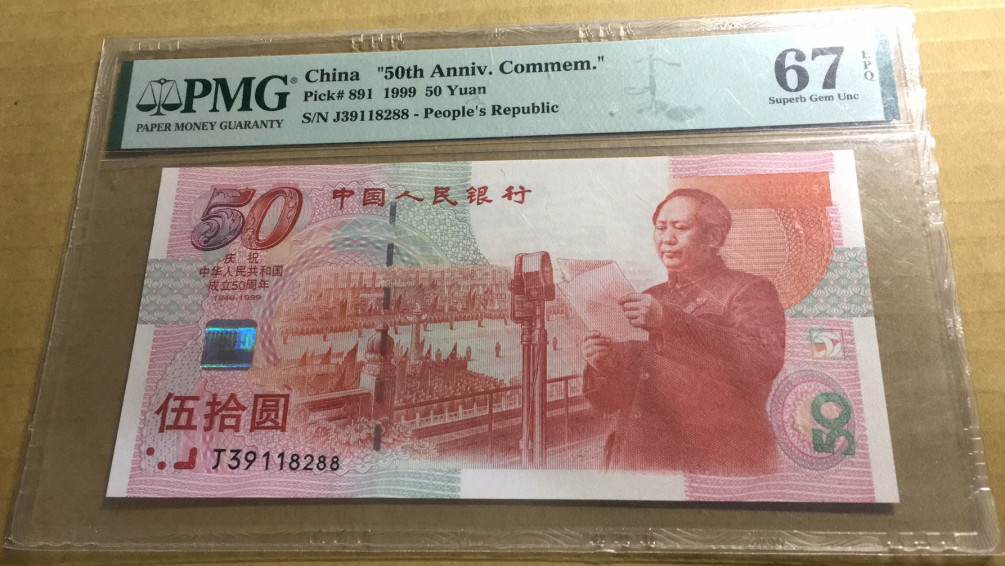 PMG®
PAPER MONEY GUARANTY
China "50th Anniv. Commem."
Pick# 891 1999 50 Yuan
S/N J39118288 - People's Republic
67 EPQ
Superb Gem Unc
50
中国人民银行
庆祝
中华人民共和国
成立50周年
1949-1999
伍拾圆
J39118288
50